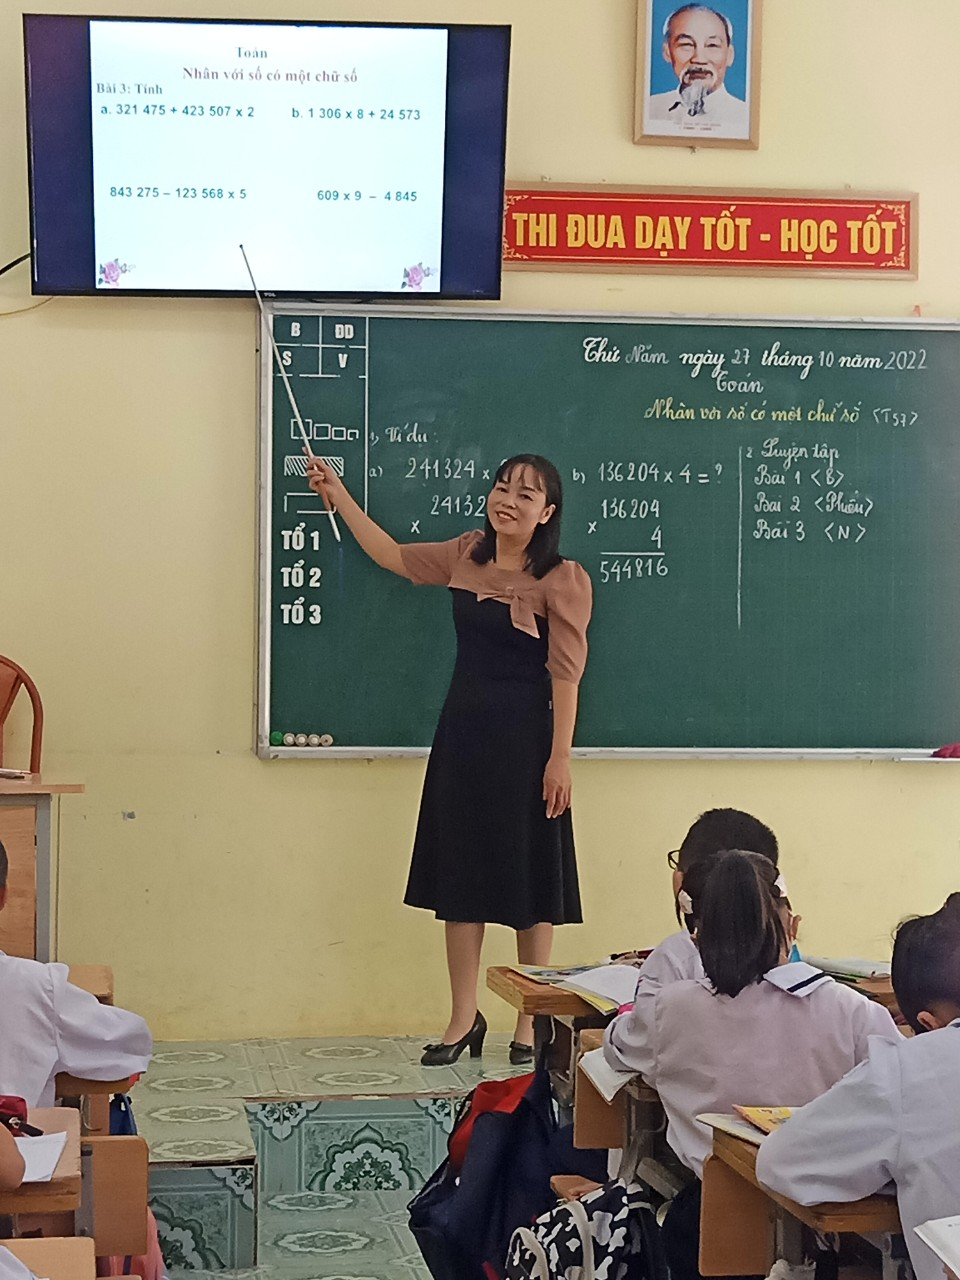 Toán
Nhân với số có một chữ số
Bài 3: Tính
a. 321 475 + 423 507 x 2
b. 1 306 x 8 + 24 573
843 275 – 123 568 x 5
609 x 9 – 4 845
THI ĐUA DẠY TỐT - HỌC TỐT
B ĐD
S V
TỔ 1
TỔ 2
TỔ 3
Thứ Năm ngày 27 tháng 10 năm 2022
Toán
Nhân với số có một chữ số <T57>
1, Ví dụ:
a) 241324 x
24132
x
b) 136204 x 4 = ?
136204
x
4
544816
2 Luyện tập
Bài 1 <B>
Bài 2 <Phiếu>
Bài 3 <N>